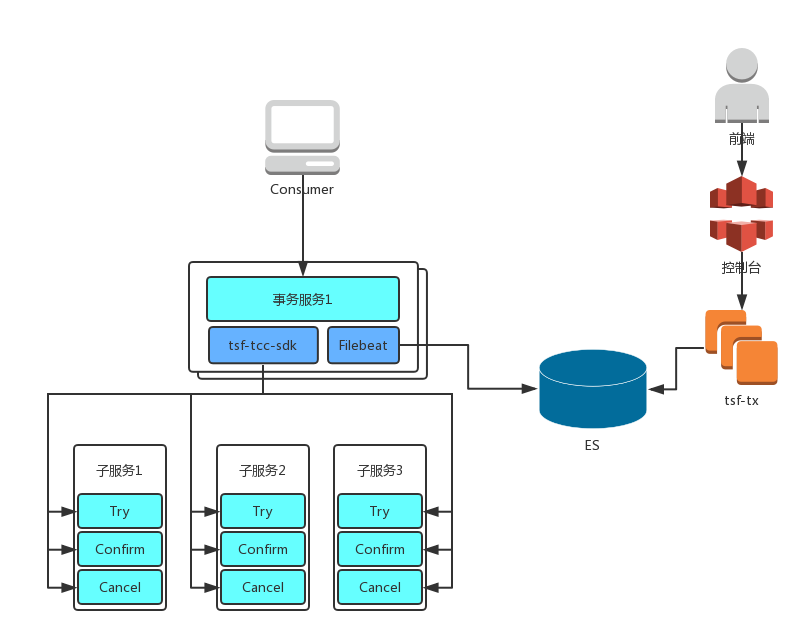 前端
Consumer
控制台
事务服务1
tsf-tcc-sdk
Filebeat
tsf-tx
ES
子服务1
子服务2
子服务3
Try
Try
Try
Confirm
Confirm
Confirm
Cancel
Cancel
Cancel